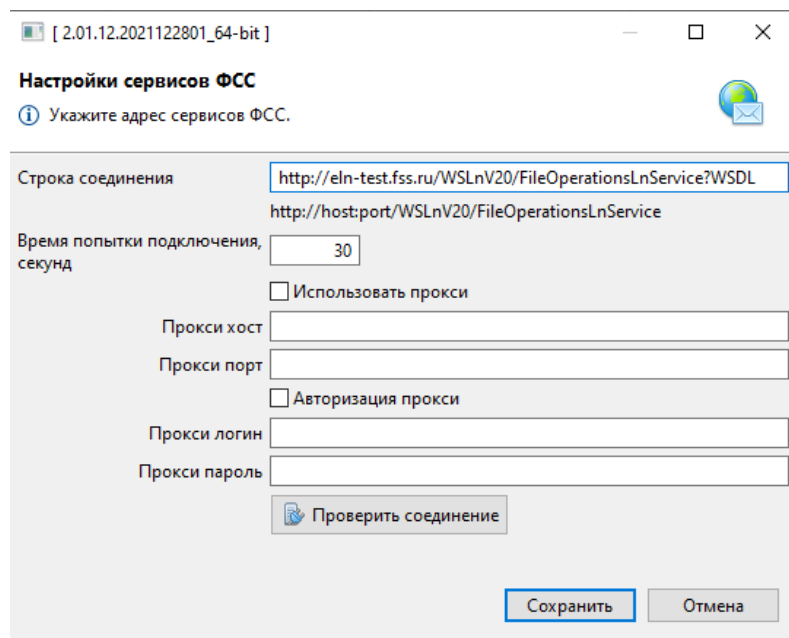 [ 2.01.12.2021122801_64-bit ]
Настройки сервисов ФСС
Укажите адрес сервисов ФСС.
Строка соединения http://eln-test.fss.ru/WSLnV20/FileOperationsLnService?WSDL
http://host:port/WSLnV20/FileOperationsLnService
Время попытки подключения,
секунд 30
Использовать прокси
Прокси хост
Прокси порт
Авторизация прокси
Прокси логин
Прокси пароль
Проверить соединение
Сохранить Отмена